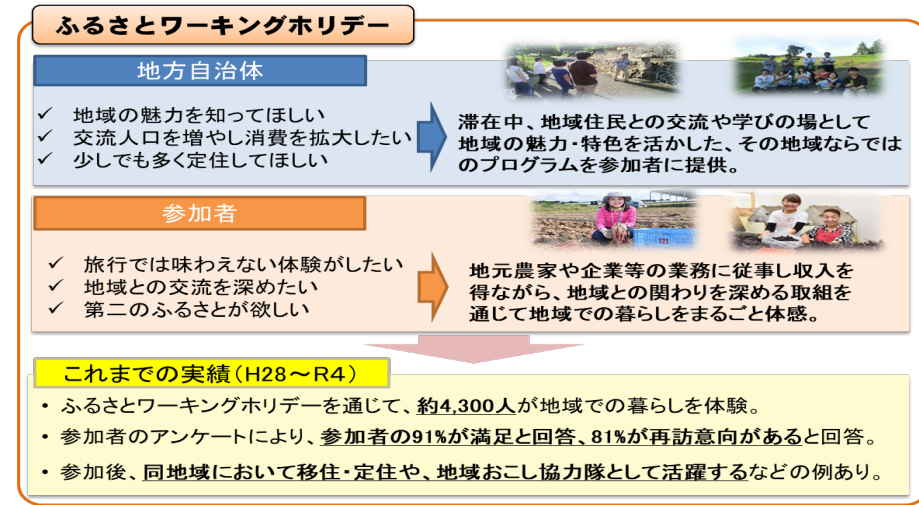 ふるさとワーキングホリデー
地方自治体
✓ 地域の魅力を知ってほしい
✓ 交流人口を増やし消費を拡大したい
✓ 少しでも多く定住してほしい
滞在中、地域住民との交流や学びの場として
地域の魅力・特色を活かした、その地域ならでは
のプログラムを参加者に提供。
参加者
✓ 旅行では味わえない体験がしたい
✓ 地域との交流を深めたい
✓ 第二のふるさとが欲しい
地元農家や企業等の業務に従事し収入を
得ながら、地域との関わりを深める取組を
通じて地域での暮らしをまるごと体感。
これまでの実績(H28～R4)
・ふるさとワーキングホリデーを通じて、約4,300人が地域での暮らしを体験。
・参加者のアンケートにより、参加者の91%が満足と回答、81%が再訪意向があると回答。
・参加後、同地域において移住・定住や、地域おこし協力隊として活躍するなどの例あり。